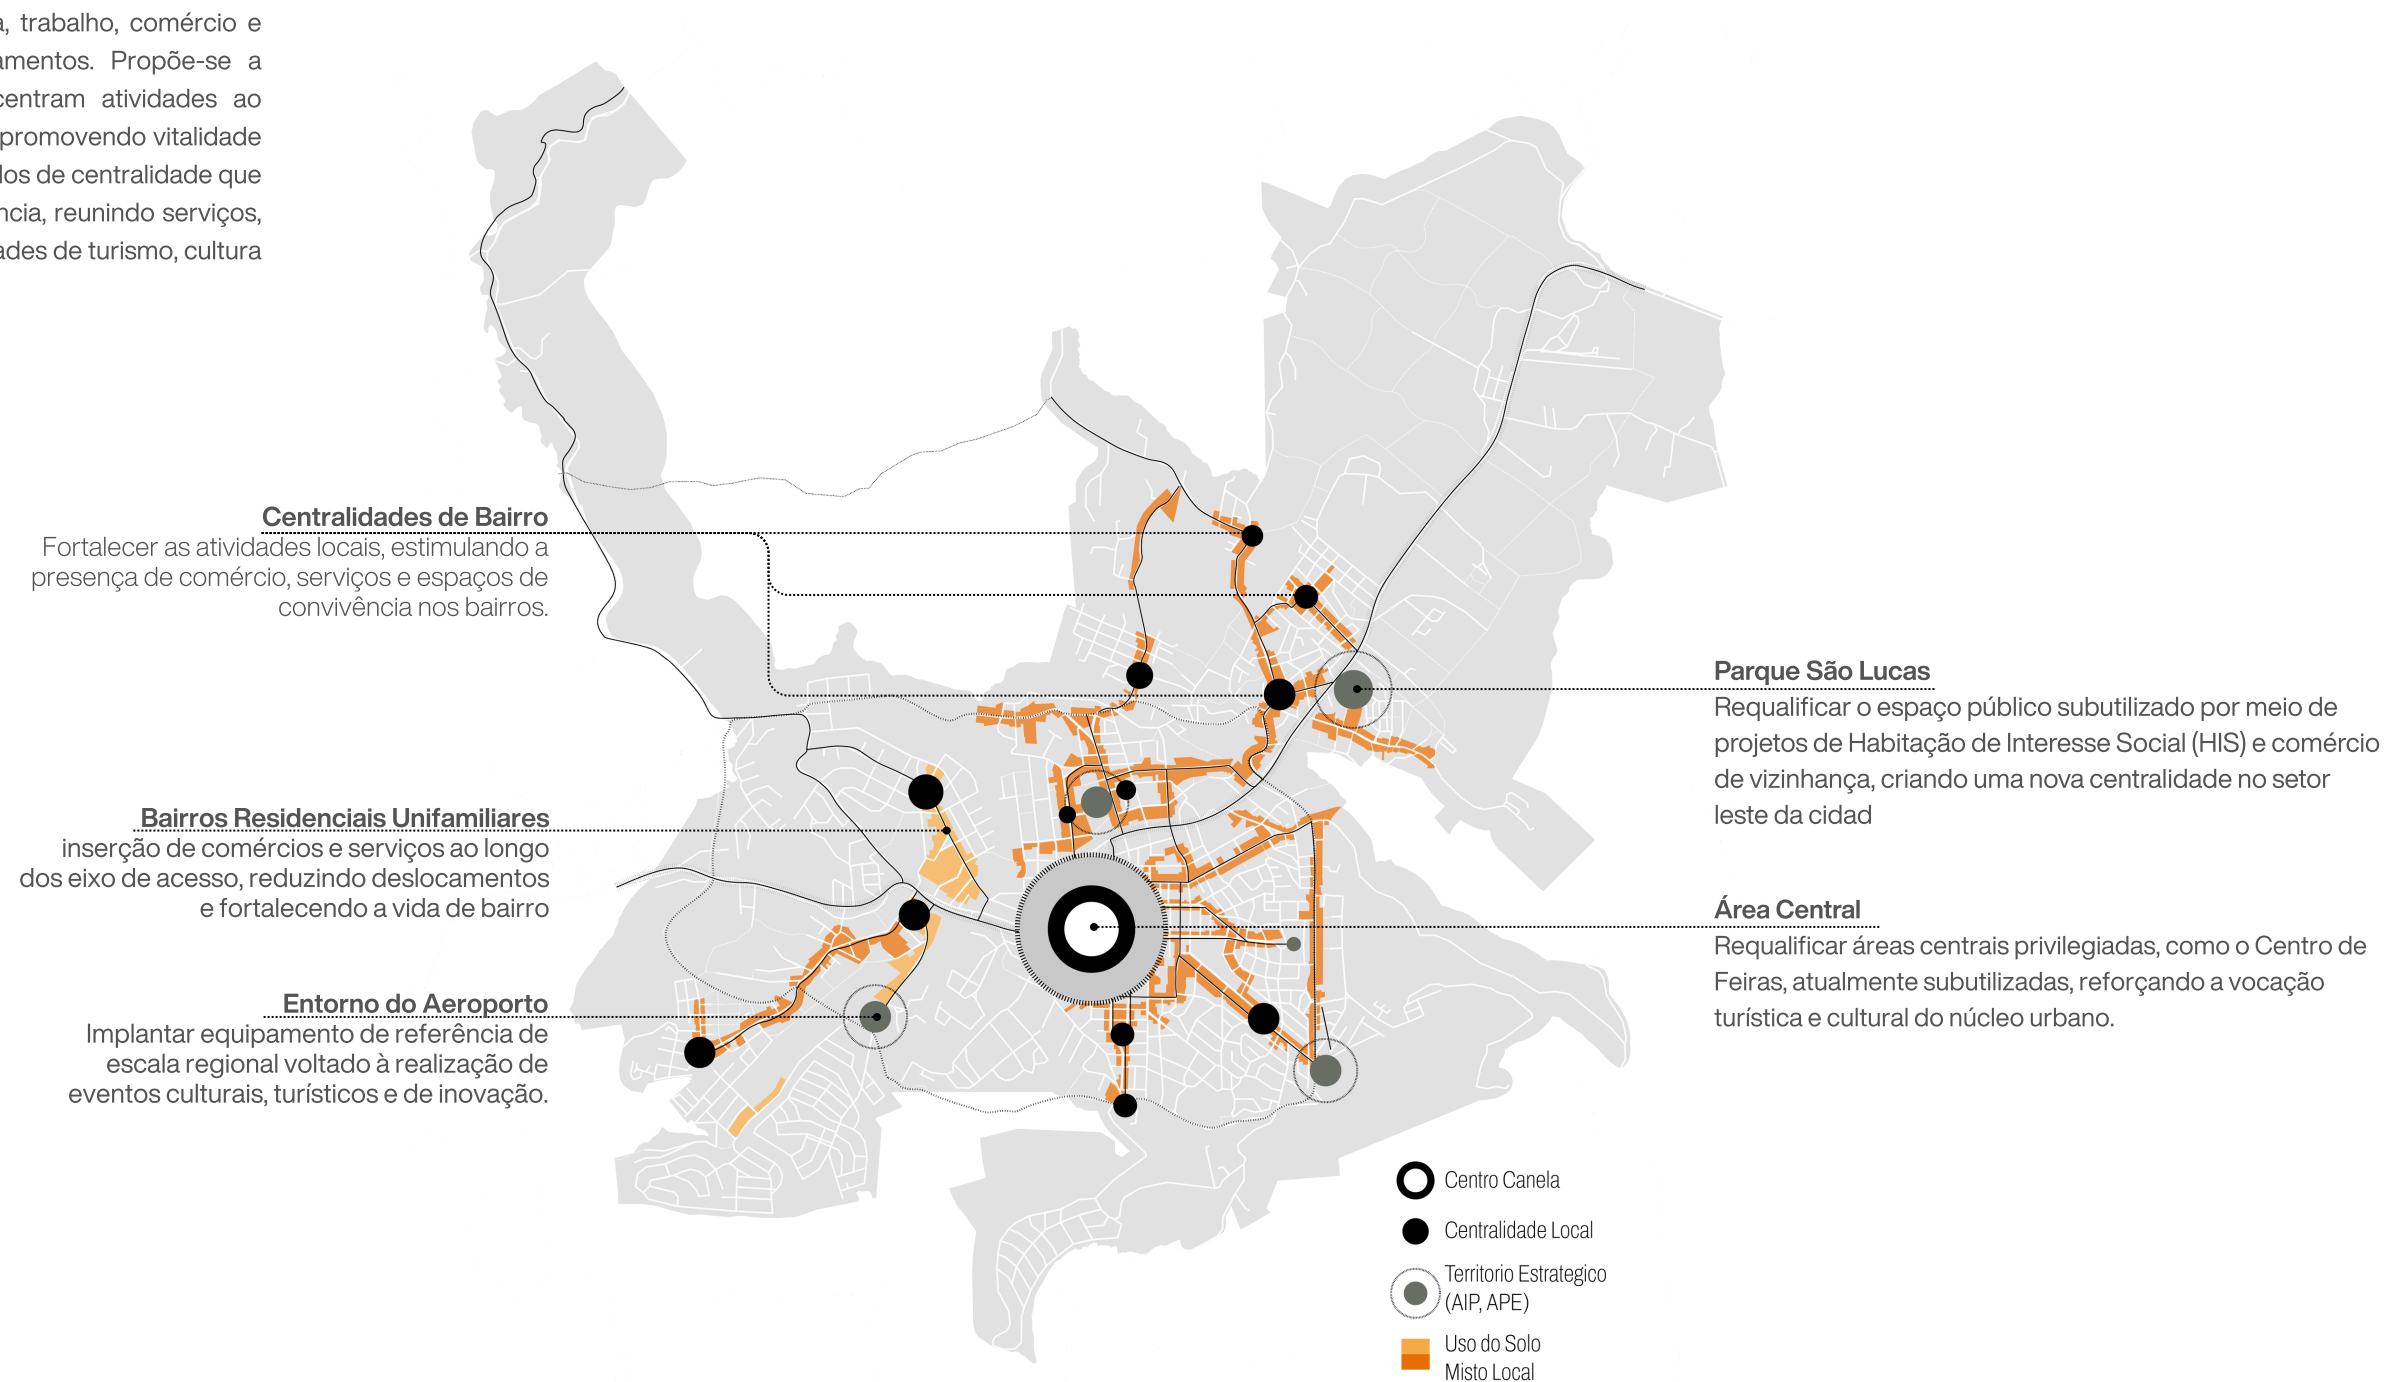 trabalho, comércio e
Propõe-se a
atividades ao
promovendo vitalidade
de centralidade que
reunindo serviços,
de turismo, cultura
Centralidades de Bairro
Fortalecer as atividades locais, estimulando a
presença de comércio, serviços e espaços de
convivência nos bairros.
Bairros Residenciais Unifamiliares
inserção de comércios e serviços ao longo
dos eixo de acesso, reduzindo deslocamentos
e fortalecendo a vida de bairro
Entorno do Aeroporto
Implantar equipamento de referência de
escala regional voltado à realização de
eventos culturais, turísticos e de inovação.
Parque São Lucas
Requalificar o espaço público subutilizado por meio de
projetos de Habitação de Interesse Social (HIS) e comércio
de vizinhança, criando uma nova centralidade no setor
leste da cidad
Área Central
Requalificar áreas centrais privilegiadas, como o Centro de
Feiras, atualmente subutilizadas, reforçando a vocação
turística e cultural do núcleo urbano.
Centro Canela
Centralidade Local
Territorio Estrategico
(AIP, APE)
Uso do Solo
Misto Local